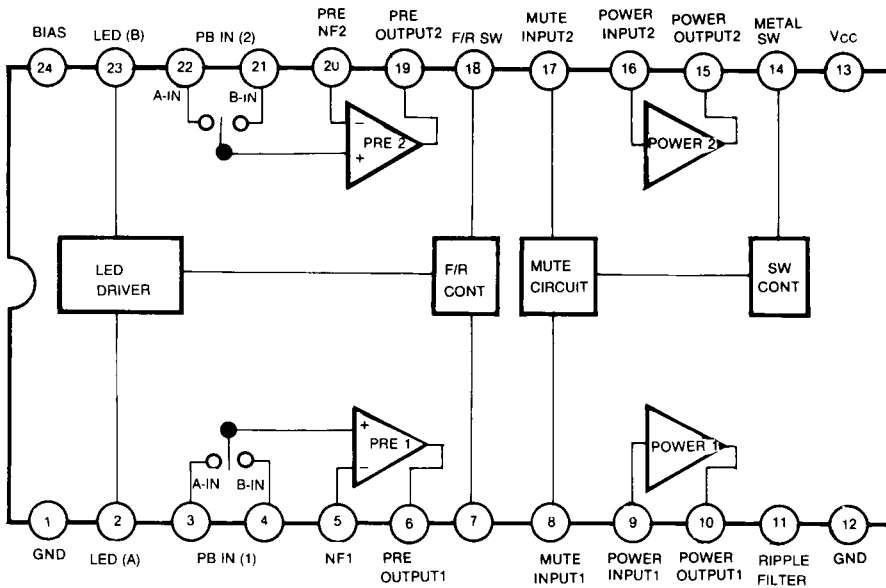 BIAS
LED (B)
PB IN (2)
PRE
NF2
PRE
OUTPUT2
F/R SW
MUTE
INPUT2
POWER
INPUT2
POWER
OUTPUT2
METAL
SW
VCC
24
23
22
21
20
19
18
17
16
15
14
13
A-IN
B-IN
−
+
PRE 2
POWER 2
LED
DRIVER
F/R
CONT
MUTE
CIRCUIT
SW
CONT
+
−
PRE 1
POWER 1
A-IN
B-IN
1
2
3
4
5
6
7
8
9
10
11
12
GND
LED (A)
PB IN (1)
NF1
PRE
OUTPUT1
MUTE
INPUT1
POWER
INPUT1
POWER
OUTPUT1
RIPPLE
FILTER
GND